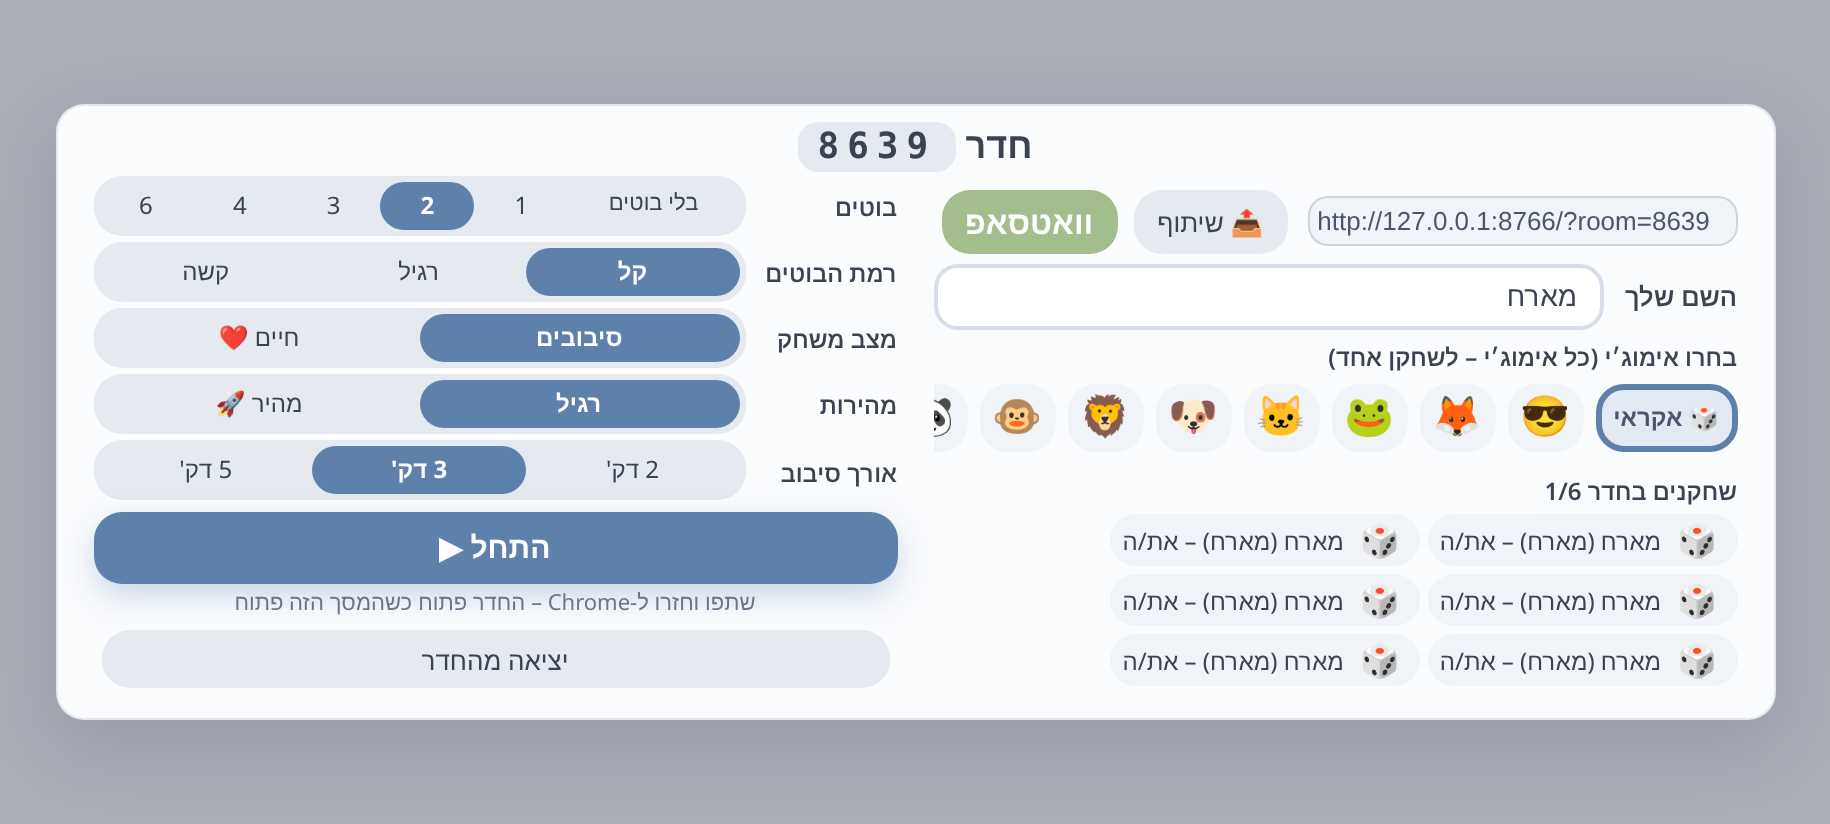 חדר 8639
http://127.0.0.1:8766/?room=8639
שיתוף
וואטסאפ
השם שלך
מארח
בחרו אימוג׳י (כל אימוג׳י – לשחקן אחד)
אקראי
שחקנים בחדר 1/6
מארח (מארח) – את/ה
מארח (מארח) – את/ה
מארח (מארח) – את/ה
מארח (מארח) – את/ה
מארח (מארח) – את/ה
מארח (מארח) – את/ה
בוטים
בלי בוטים 1 2 3 4 6
רמת הבוטים
קל רגיל קשה
מצב משחק
סיבובים חיים
מהירות
רגיל מהיר
אורך סיבוב
2 דק' 3 דק' 5 דק'
התחל ▶
שתפו וחזרו ל-Chrome – החדר פתוח כשהמסך הזה פתוח
יציאה מהחדר